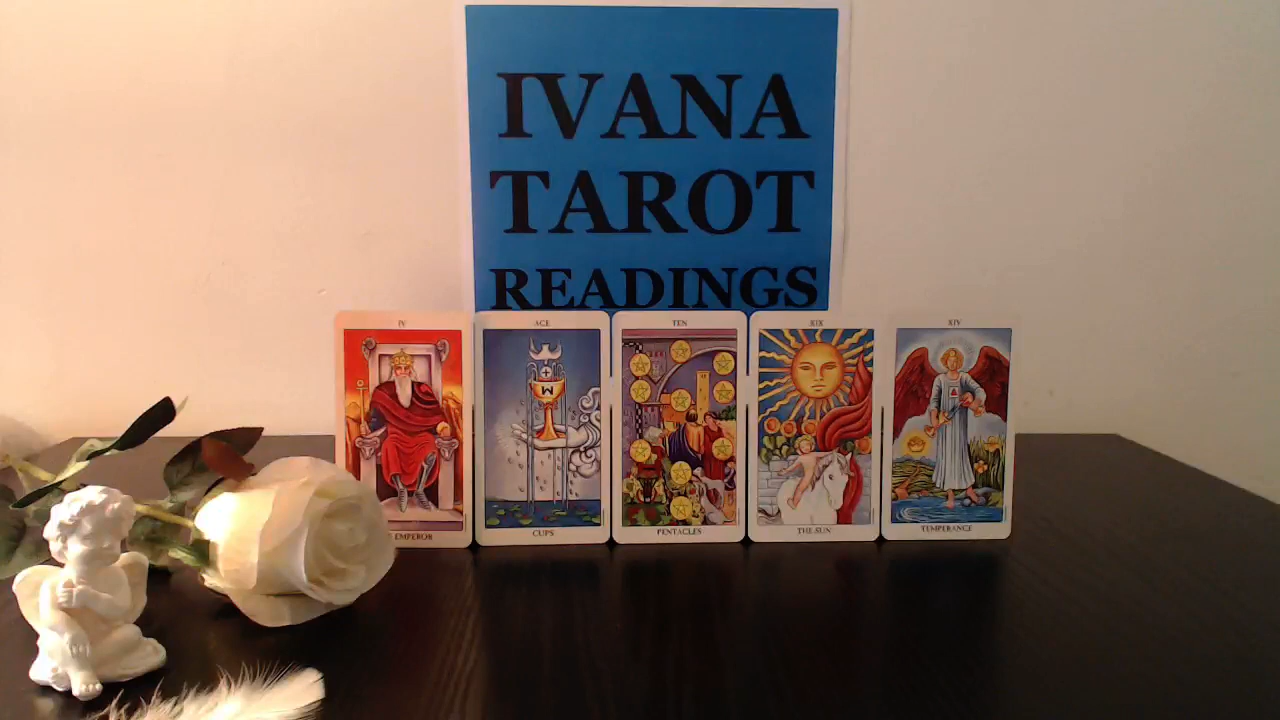 IVANA
TAROT
READINGS
IV
ACE
TEN
XIX
XIV
EMPEROR
CUPS
PENTACLES
THE SUN
TEMPERANCE